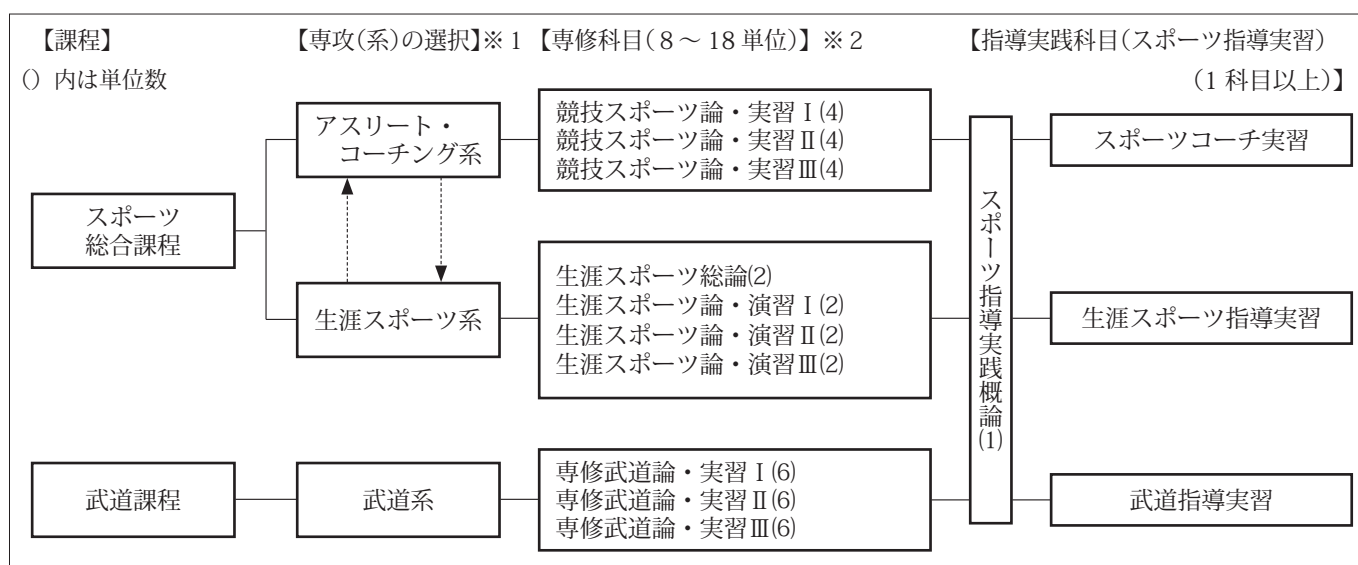 【課程】
【専攻(系)の選択】※1
【専修科目(8~18単位)】※2
【指導実践科目(スポーツ指導実習)
()内は単位数
(1科目以上)】
アスリート・
コーチング系
競技スポーツ論・実習Ⅰ(4)
競技スポーツ論・実習Ⅱ(4)
競技スポーツ論・実習Ⅲ(4)
スポーツコーチ実習
スポーツ
総合課程
スポーツ指導実践概論(1)
生涯スポーツ系
生涯スポーツ総論(2)
生涯スポーツ論・演習Ⅰ(2)
生涯スポーツ論・演習Ⅱ(2)
生涯スポーツ論・演習Ⅲ(2)
生涯スポーツ指導実習
武道課程
武道系
専修武道論・実習Ⅰ(6)
専修武道論・実習Ⅱ(6)
専修武道論・実習Ⅲ(6)
武道指導実習